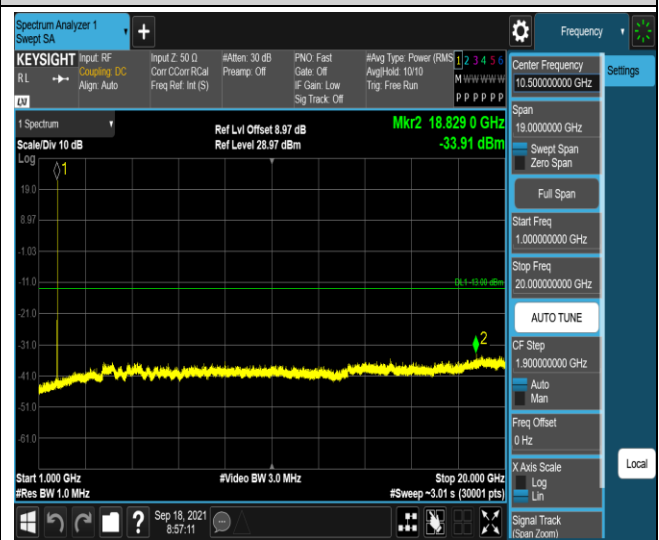 Spectrum Analyzer 1
Swept SA
Frequency
KEYSIGHT Input: RF Input Z: 50 Ω #Atten: 30 dB PNO: Fast #Avg Type: Power (RMS 1 2 3 4 5 6
RL Coupling: DC Corr CCorr RCal Preamp: Off Gate: Off Avg|Hold: 10/10 M W W W W W
Align: Auto Freq Ref: Int (S) IF Gain: Low Trig: Free Run
Sig Track: Off P P P P P P
LXI
1 Spectrum Ref Lvl Offset 8.97 dB Mkr2 18.829 0 GHz
Scale/Div 10 dB Ref Level 28.97 dBm -33.91 dBm
Log
1
19.0
8.97
-1.03
-11.0
DL1 -13.00 dBm
-21.0
-31.0
2
-41.0
-51.0
-61.0
Start 1.000 GHz #Video BW 3.0 MHz Stop 20.000 GHz
#Res BW 1.0 MHz #Sweep ~3.01 s (30001 pts)
Sep 18, 2021
8:57:11
?
Center Frequency
10.500000000 GHz
Settings
Span
19.0000000 GHz
Swept Span
Zero Span
Full Span
Start Freq
1.000000000 GHz
Stop Freq
20.000000000 GHz
AUTO TUNE
CF Step
1.900000000 GHz
Auto
Man
Freq Offset
0 Hz
X Axis Scale
Log
Lin
Local
Signal Track
(Span Zoom)